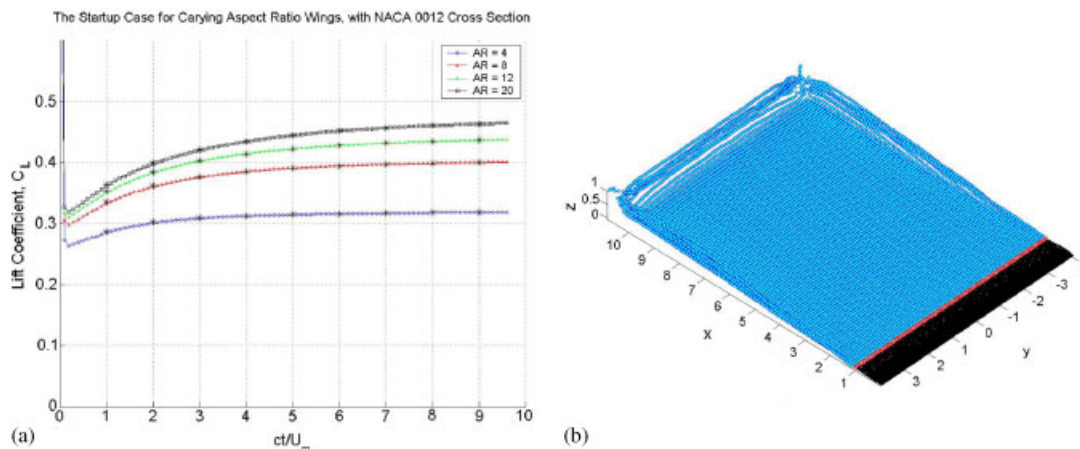 The Startup Case for Carying Aspect Ratio Wings, with NACA 0012 Cross Section
AR = 4
AR = 8
AR = 12
AR = 20
Lift Coefficient, C_L
0.5
0.4
0.3
0.2
0.1
0
0 1 2 3 4 5 6 7 8 9 10
ct/U_∞
(a)
z
1
0.5
0
10 9 8 7 6 5 4 3 2 1
x
3 2 1 0 -1 -2 -3
y
(b)